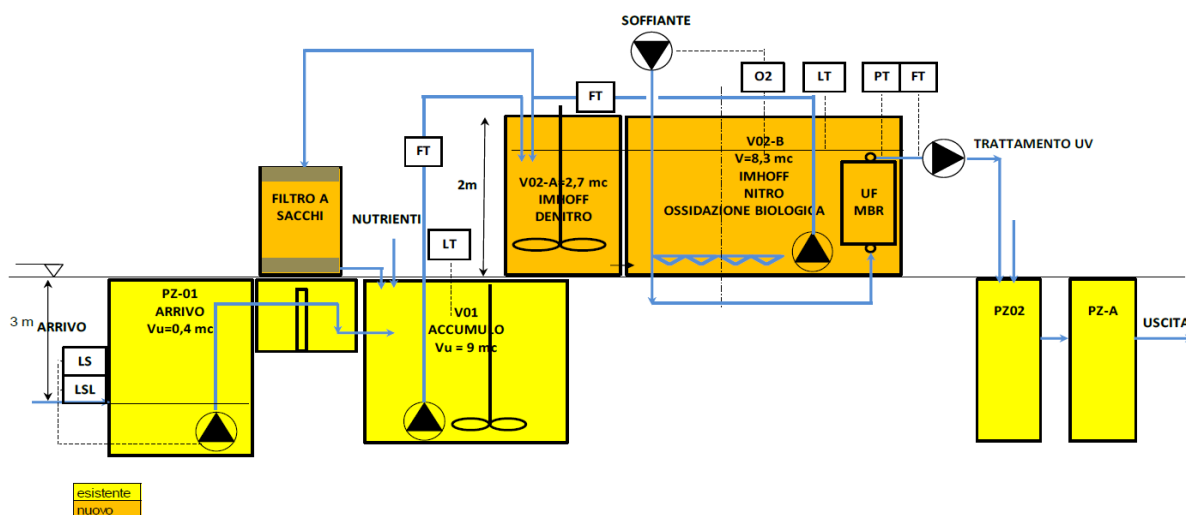 SOFFIANTE
O2
LT
PT
FT
FT
FT
TRATTAMENTO UV
V02-B
V=8,3 mc
IMHOFF
NITRO
OSSIDAZIONE BIOLOGICA
UF
MBR
2m
V02-A=2,7 mc
IMHOFF
DENITRO
FILTRO A
SACCHI
NUTRIENTI
LT
PZ-01
ARRIVO
Vu=0,4 mc
3 m
ARRIVO
LS
LSL
V01
ACCUMULO
Vu = 9 mc
PZ02
PZ-A
USCITA
esistente
nuovo